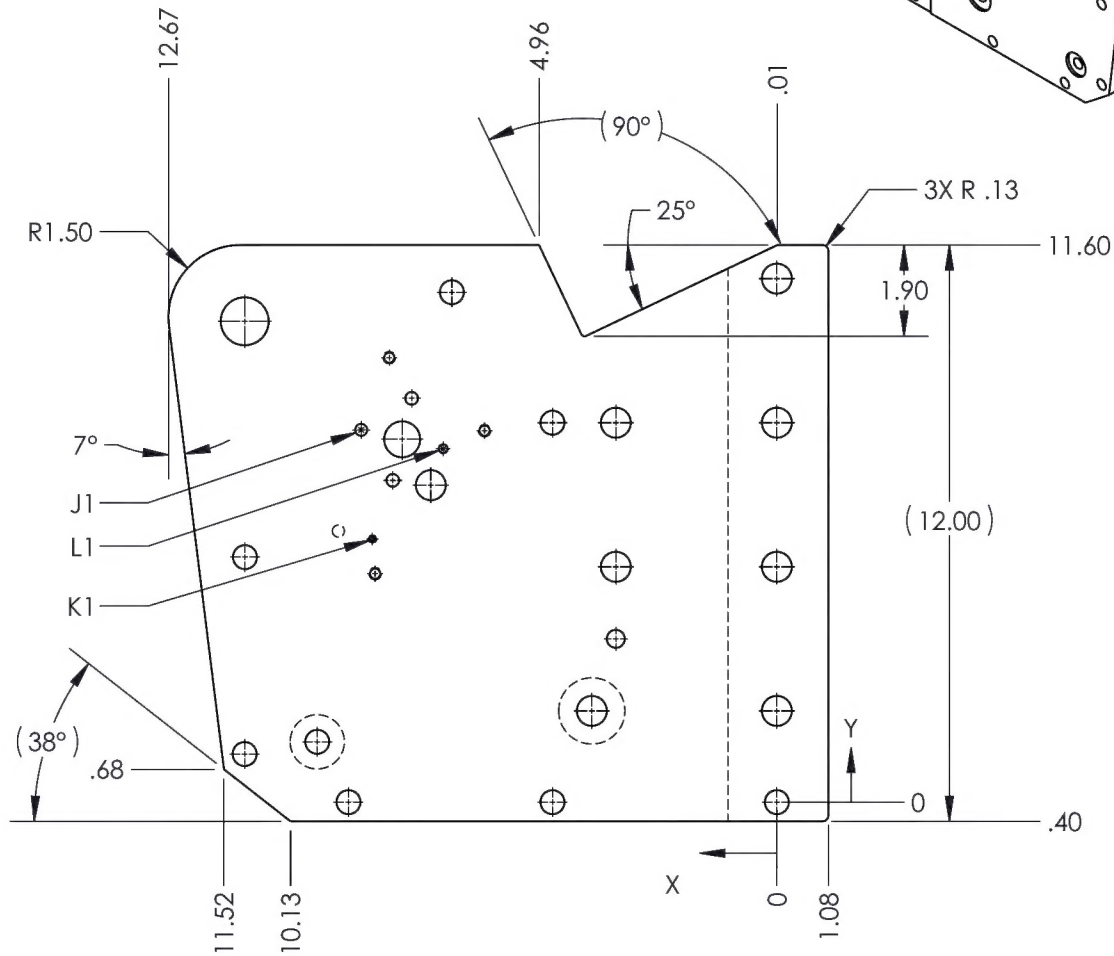 12.67
4.96
.01
(90°)
3X R .13
25°
R1.50
11.60
1.90
7°
J1
L1
(12.00)
K1
(38°)
.68
Y
0
.40
X
11.52
10.13
0
1.08